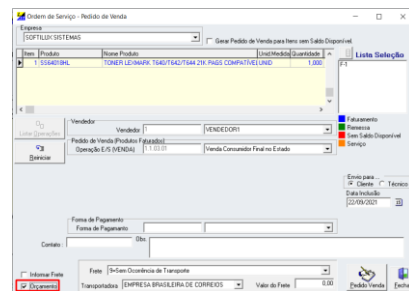 Ordem de Serviço - Pedido de Venda
Empresa
SOFTILUX SISTEMAS
Gerar Pedido de Venda para Itens sem Saldo Disponível.
Item Produto Nome Produto Unid.Medida Quantidade
1 SS64018HL TONER LEXMARK T640/T642/T644 21K PAGS COMPATÍVEL UNID 1.000
Lista Seleção
F-1
Faturamento
Remessa
Sem Saldo Disponível
Serviço
Lista Operações
Reiniciar
Vendedor
Vendedor 1 VENDEDOR1
Pedido de Venda (Produtos Faturados)
Operação E/S (VENDA) 1.1.03.01 Venda Consumidor Final no Estado
Envio para ...
Cliente Técnico
Data Inclusão
22/09/2021
Forma de Pagamento
Forma de Pagamento
Contato :
Obs.
Informar Frete
Orçamento
Frete 9=Sem Ocorrência de Transporte
Transportadora EMPRESA BRASILEIRA DE CORREIOS
Valor do Frete 0,00
Pedido Venda
Fecha